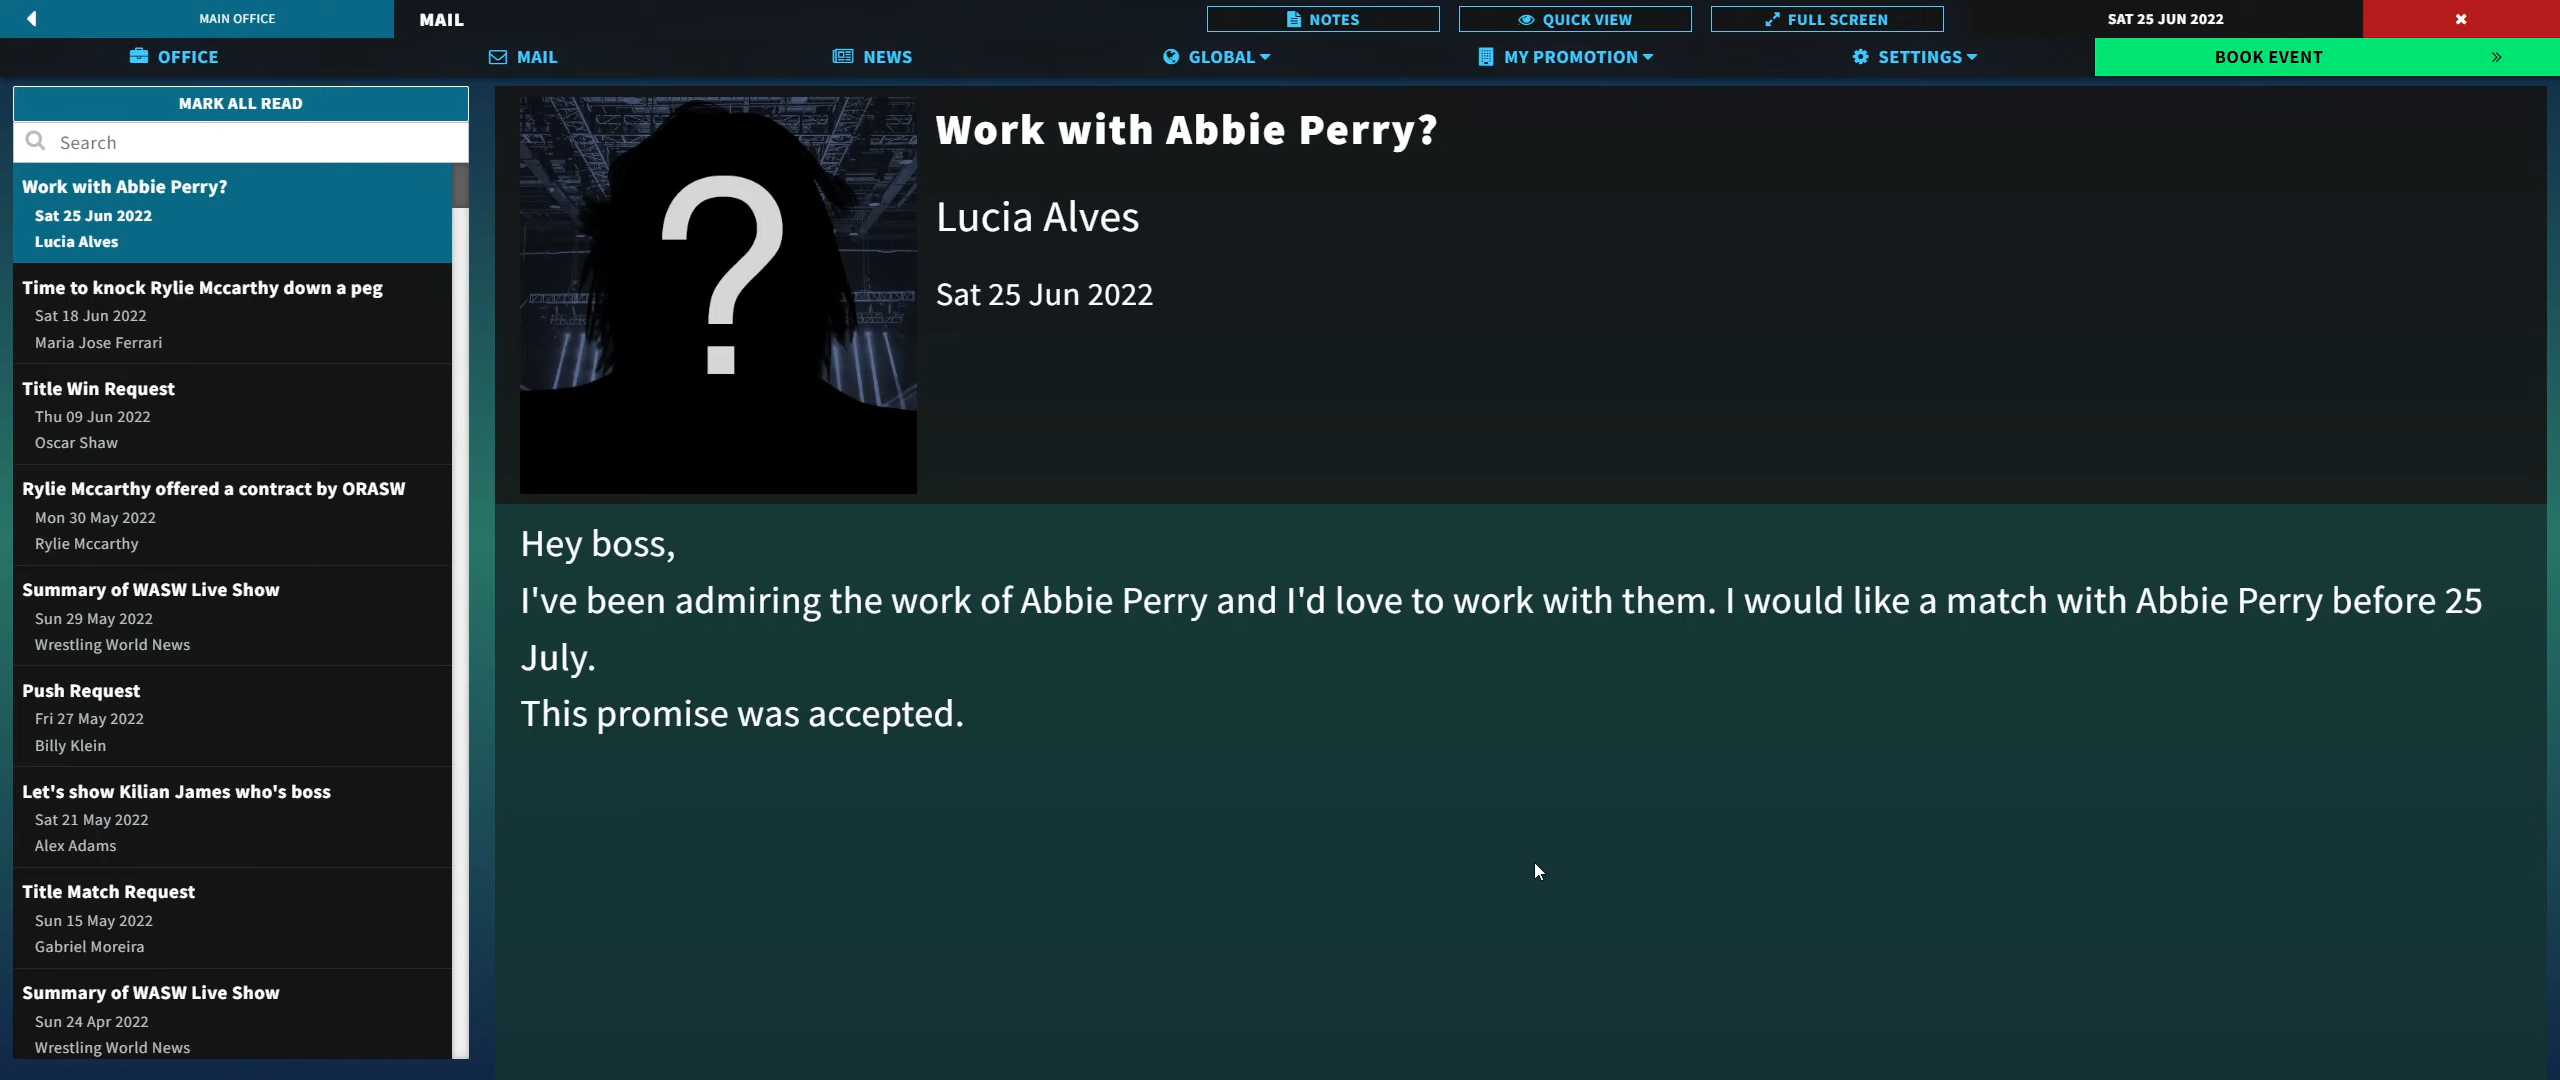 MAIN OFFICE
MAIL
NOTES
QUICK VIEW
FULL SCREEN
SAT 25 JUN 2022
OFFICE
MAIL
NEWS
GLOBAL
MY PROMOTION
SETTINGS
BOOK EVENT
MARK ALL READ
Search
Work with Abbie Perry?
Sat 25 Jun 2022
Lucia Alves
Time to knock Rylie Mccarthy down a peg
Sat 18 Jun 2022
Maria Jose Ferrari
Title Win Request
Thu 09 Jun 2022
Oscar Shaw
Rylie Mccarthy offered a contract by ORASW
Mon 30 May 2022
Rylie Mccarthy
Summary of WASW Live Show
Sun 29 May 2022
Wrestling World News
Push Request
Fri 27 May 2022
Billy Klein
Let's show Kilian James who's boss
Sat 21 May 2022
Alex Adams
Title Match Request
Sun 15 May 2022
Gabriel Moreira
Summary of WASW Live Show
Sun 24 Apr 2022
Wrestling World News
?
Work with Abbie Perry?
Lucia Alves
Sat 25 Jun 2022
Hey boss,
I've been admiring the work of Abbie Perry and I'd love to work with them. I would like a match with Abbie Perry before 25
July.
This promise was accepted.